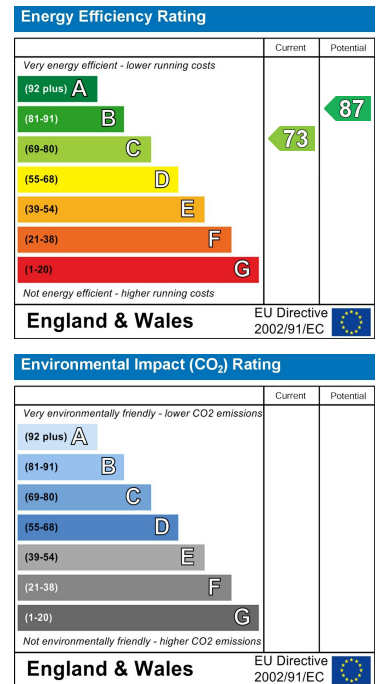 Energy Efficiency Rating
Current Potential
Very energy efficient - lower running costs
(92 plus) A
(81-91) B
87
(69-80) C
73
(55-68) D
(39-54) E
(21-38) F
(1-20) G
Not energy efficient - higher running costs
England & Wales
EU Directive
2002/91/EC
Environmental Impact (CO₂) Rating
Current Potential
Very environmentally friendly - lower CO2 emissions
(92 plus) A
(81-91) B
(69-80) C
(55-68) D
(39-54) E
(21-38) F
(1-20) G
Not environmentally friendly - higher CO2 emissions
England & Wales
EU Directive
2002/91/EC